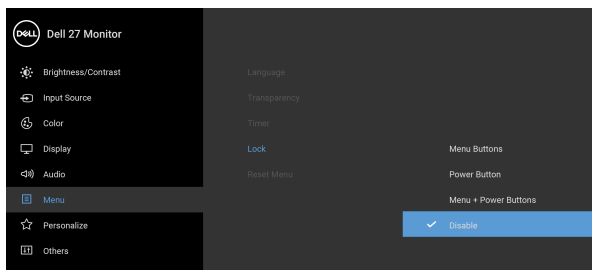 DELL Dell 27 Monitor
Brightness/Contrast Language
Input Source Transparency
Color Timer
Display Lock Menu Buttons
Audio Reset Menu Power Button
Menu Menu + Power Buttons
Personalize Disable
Others